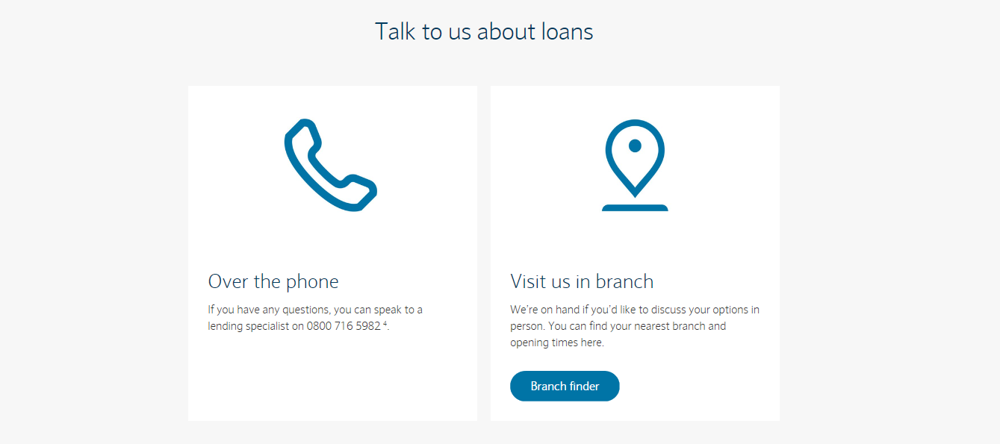 Talk to us about loans
Over the phone
If you have any questions, you can speak to a
lending specialist on 0800 716 5982 ⁴.
Visit us in branch
We're on hand if you'd like to discuss your options in
person. You can find your nearest branch and
opening times here.
Branch finder